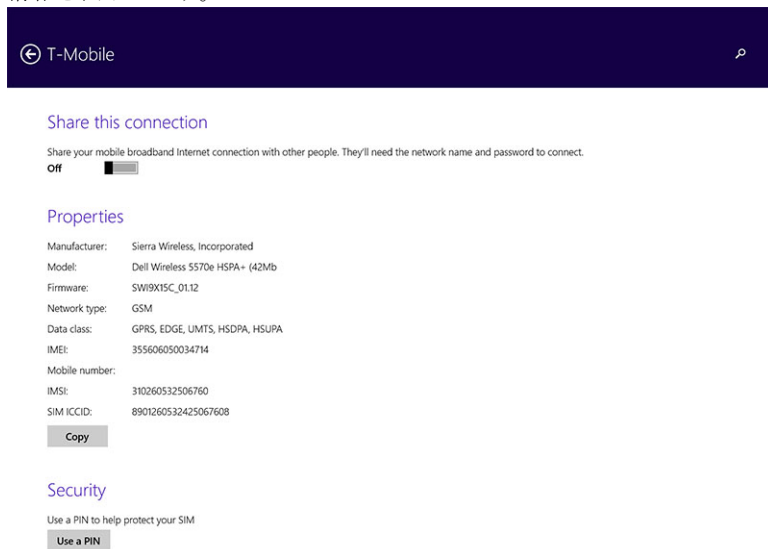 T-Mobile
Share this connection
Share your mobile broadband Internet connection with other people. They'll need the network name and password to connect.
Off
Properties
Manufacturer: Sierra Wireless, Incorporated
Model: Dell Wireless 5570e HSPA+ (42Mb
Firmware: SWI9X15C_01.12
Network type: GSM
Data class: GPRS, EDGE, UMTS, HSDPA, HSUPA
IMEI: 355606050034714
Mobile number:
IMSI: 310260532506760
SIM ICCID: 8901260532425067608
Copy
Security
Use a PIN to help protect your SIM
Use a PIN